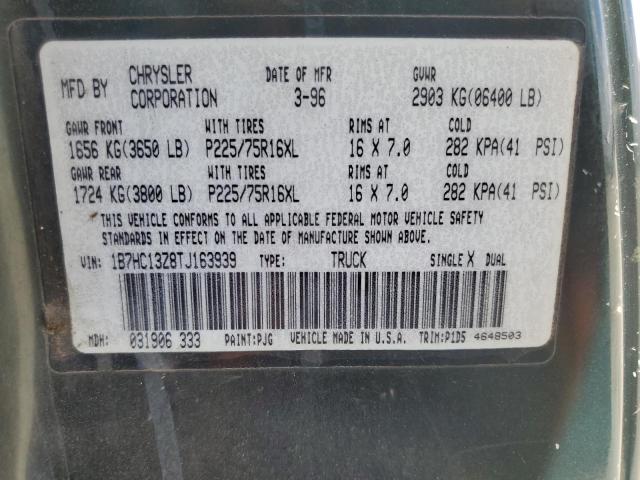 MFD BY CHRYSLER CORPORATION DATE OF MFR 3-96 GVWR 2903 KG(06400 LB)
GAWR FRONT WITH TIRES RIMS AT COLD
1656 KG(3650 LB) P225/75R16XL 16 X 7.0 282 KPA(41 PSI)
GAWR REAR WITH TIRES RIMS AT COLD
1724 KG(3800 LB) P225/75R16XL 16 X 7.0 282 KPA(41 PSI)
THIS VEHICLE CONFORMS TO ALL APPLICABLE FEDERAL MOTOR VEHICLE SAFETY
STANDARDS IN EFFECT ON THE DATE OF MANUFACTURE SHOWN ABOVE.
VIN: 1B7HC13Z8TJ163939 TYPE: TRUCK SINGLE X DUAL
MDH: 031906 333 PAINT:PJG VEHICLE MADE IN U.S.A. TRIM:P1D5 4648503